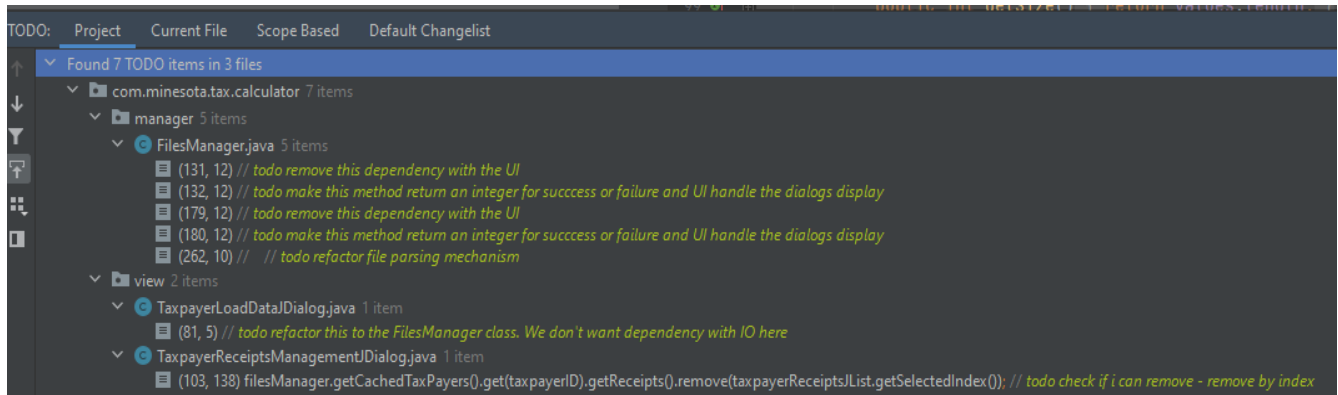 TODO: Project Current File Scope Based Default Changelist
Found 7 TODO items in 3 files
com.minesota.tax.calculator 7 items
manager 5 items
FilesManager.java 5 items
(131, 12) // todo remove this dependency with the UI
(132, 12) // todo make this method return an integer for succcess or failure and UI handle the dialogs display
(179, 12) // todo remove this dependency with the UI
(180, 12) // todo make this method return an integer for succcess or failure and UI handle the dialogs display
(262, 10) // // todo refactor file parsing mechanism
view 2 items
TaxpayerLoadDataJDialog.java 1 item
(81, 5) // todo refactor this to the FilesManager class. We don't want dependency with IO here
TaxpayerReceiptsManagementJDialog.java 1 item
(103, 138) filesManager.getCachedTaxPayers().get(taxpayerID).getReceipts().remove(taxpayerReceiptsJList.getSelectedIndex()); // todo check if i can remove - remove by index